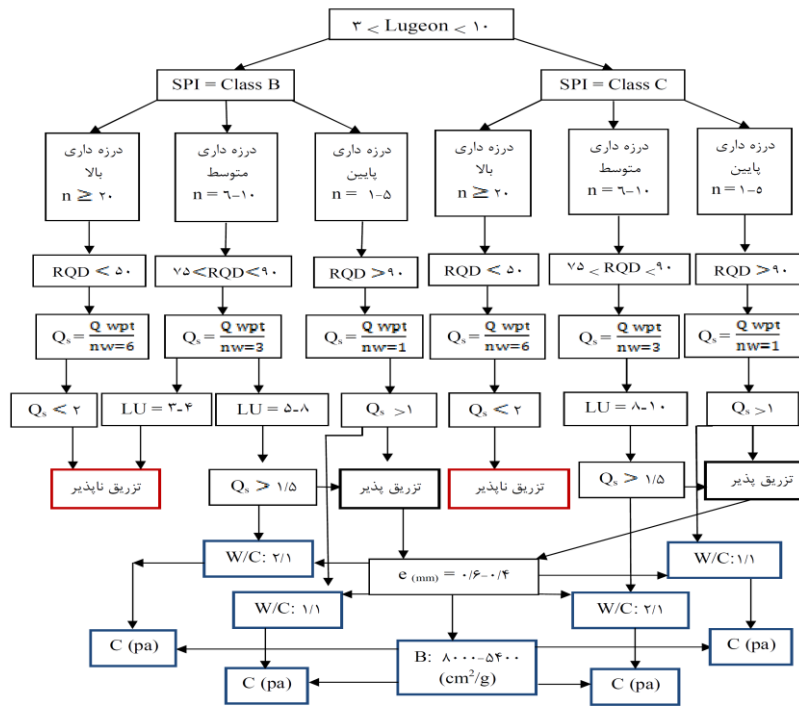 ۳ < Lugeon < ۱۰
SPI = Class B
SPI = Class C
درزه داری
بالا
n ≥ ۲۰
درزه داری
متوسط
n = ٦-۱۰
درزه داری
پایین
n = ۱-۵
درزه داری
بالا
n ≥ ۲۰
درزه داری
متوسط
n = ٦-۱۰
درزه داری
پایین
n = ۱-۵
RQD < ۵۰
۷۵<RQD<۹۰
RQD >۹۰
RQD < ۵۰
۷۵ < RQD <۹۰
RQD >۹۰
Qs = Q wpt / nw=6
Qs = Q wpt / nw=3
Qs = Q wpt / nw=1
Qs = Q wpt / nw=6
Qs = Q wpt / nw=3
Qs = Q wpt / nw=1
Qs < ۲
LU = ۳-۴
LU = ۵-۸
Qs >۱
Qs < ۲
LU = ۸-۱۰
Qs >۱
تزریق ناپذیر
Qs > ۱/۵
تزریق پذیر
تزریق ناپذیر
Qs > ۱/۵
تزریق پذیر
W/C: ۲/۱
e (mm) = ۰/۶-۰/۴
W/C: ۱/۱
W/C: ۱/۱
W/C: ۲/۱
C (pa)
B: ۸۰۰۰-۵۴۰۰
(cm²/g)
C (pa)
C (pa)
C (pa)